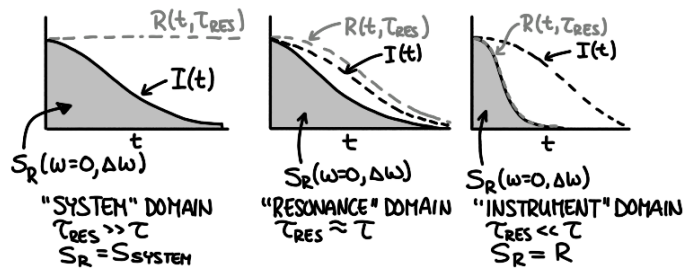 R(t, τRES)
I(t)
t
SR(ω=0, Δω)
"SYSTEM" DOMAIN
τRES >> τ
SR = SSYSTEM
R(t, τRES)
I(t)
t
SR(ω=0, Δω)
"RESONANCE" DOMAIN
τRES ≈ τ
R(t, τRES)
I(t)
t
SR(ω=0, Δω)
"INSTRUMENT" DOMAIN
τRES << τ
SR = R